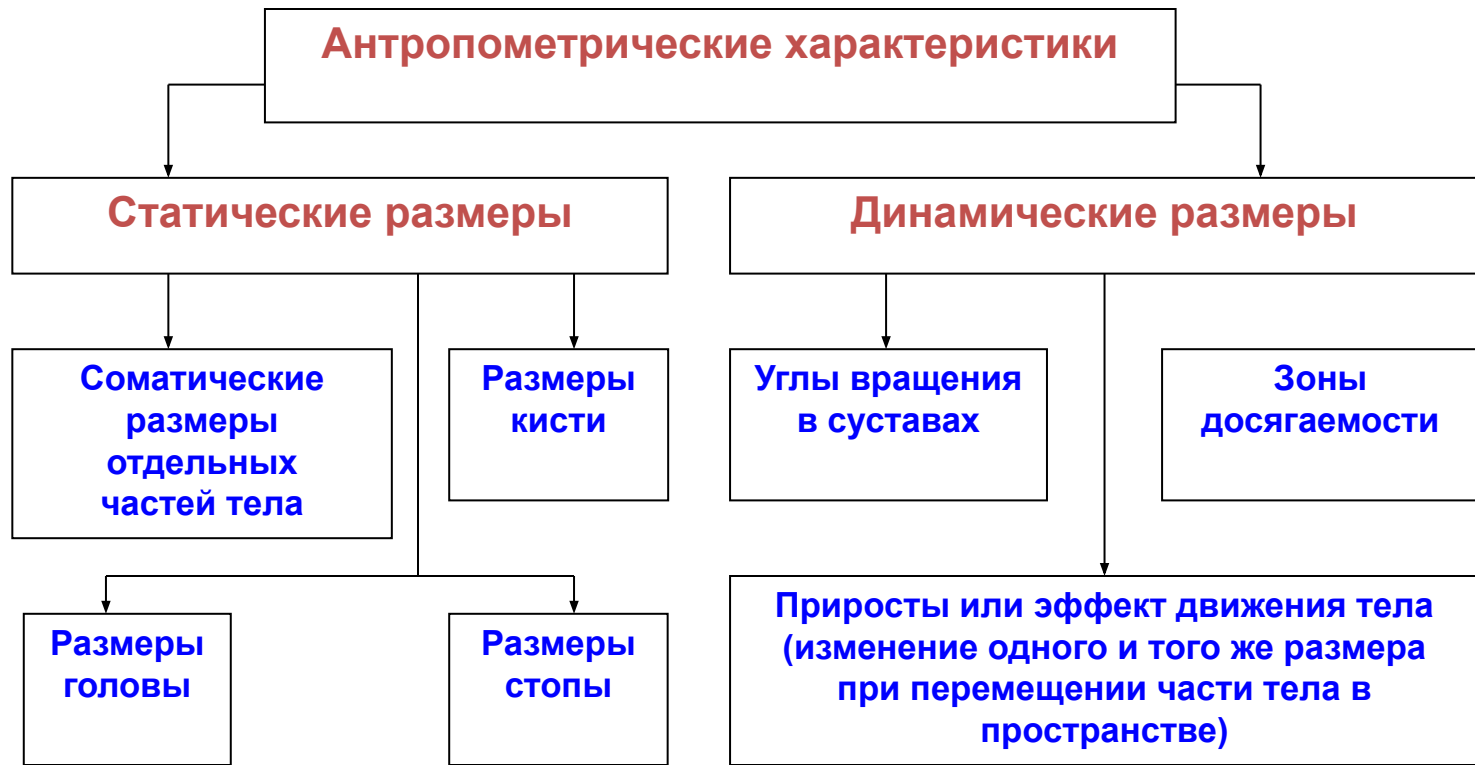 Антропометрические характеристики
Статические размеры
Динамические размеры
Соматические
размеры
отдельных
частей тела
Размеры
кисти
Углы вращения
в суставах
Зоны
досягаемости
Размеры
головы
Размеры
стопы
Приросты или эффект движения тела
(изменение одного и того же размера
при перемещении части тела в
пространстве)